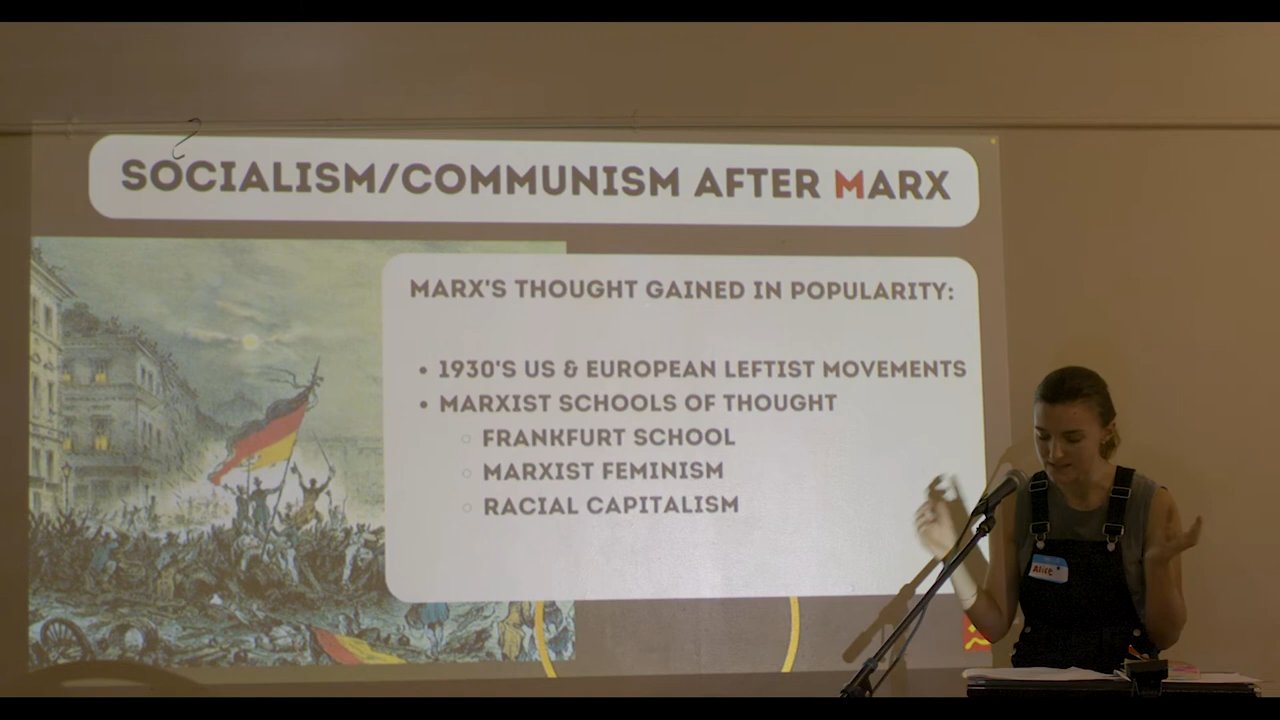 SOCIALISM/COMMUNISM AFTER MARX
MARX'S THOUGHT GAINED IN POPULARITY:
• 1930'S US & EUROPEAN LEFTIST MOVEMENTS
• MARXIST SCHOOLS OF THOUGHT
○ FRANKFURT SCHOOL
○ MARXIST FEMINISM
○ RACIAL CAPITALISM
Alice